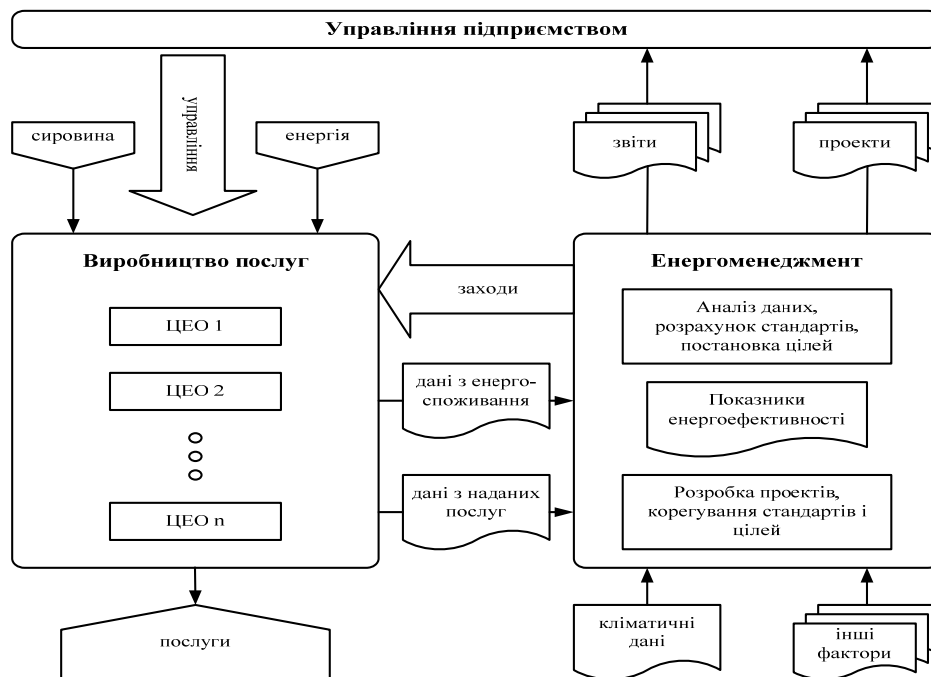 Управління підприємством
управління
сировина
енергія
звіти
проекти
Виробництво послуг
ЦЕО 1
ЦЕО 2
ЦЕО n
заходи
дані з енерго-
споживання
дані з наданих
послуг
Енергоменеджмент
Аналіз даних,
розрахунок стандартів,
постановка цілей
Показники
енергоефективності
Розробка проектів,
корегування стандартів і
цілей
послуги
кліматичні
дані
інші
фактори